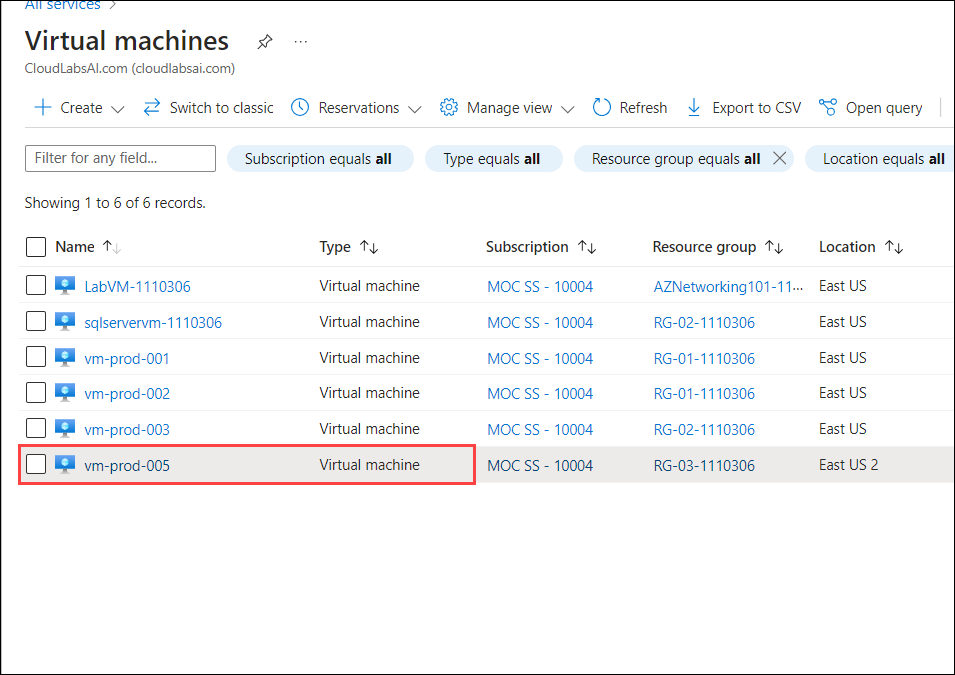 All services >
Virtual machines ...
CloudLabsAI.com (cloudlabsai.com)
Create Switch to classic Reservations Manage view Refresh Export to CSV Open query
Filter for any field... Subscription equals all Type equals all Resource group equals all Location equals all
Showing 1 to 6 of 6 records.
Name Type Subscription Resource group Location
LabVM-1110306 Virtual machine MOC SS - 10004 AZNetworking101-11... East US
sqlservervm-1110306 Virtual machine MOC SS - 10004 RG-02-1110306 East US
vm-prod-001 Virtual machine MOC SS - 10004 RG-01-1110306 East US
vm-prod-002 Virtual machine MOC SS - 10004 RG-01-1110306 East US
vm-prod-003 Virtual machine MOC SS - 10004 RG-02-1110306 East US
vm-prod-005 Virtual machine MOC SS - 10004 RG-03-1110306 East US 2